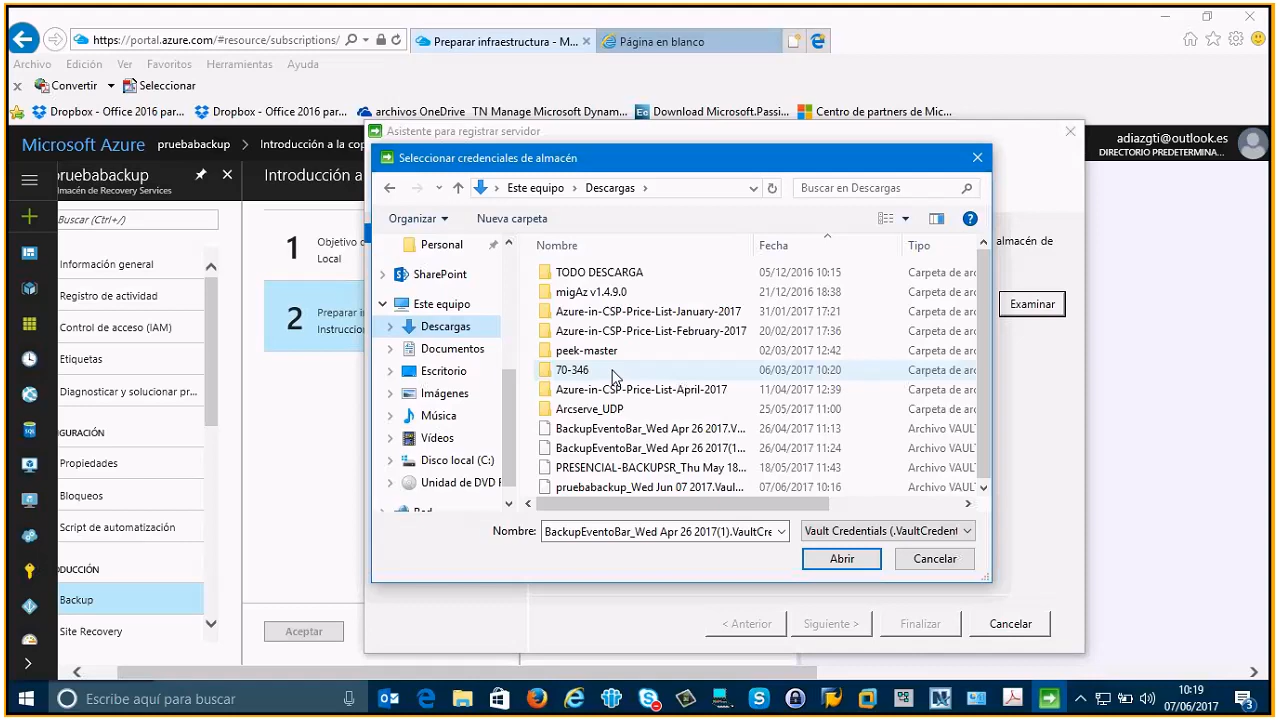 https://portal.azure.com/#resource/subscriptions/
Preparar infraestructura - M...
Página en blanco
Archivo Edición Ver Favoritos Herramientas Ayuda
Convertir Seleccionar
Dropbox - Office 2016 par... Dropbox - Office 2016 par... archivos OneDrive TN Manage Microsoft Dynam... Download Microsoft.Passi... Centro de partners de Mic...
Microsoft Azure pruebabackup Introducción a la cop
adiazgti@outlook.es
DIRECTORIO PREDETERMINA...
pruebabackup
Almacén de Recovery Services
Buscar (Ctrl+/)
Información general
Registro de actividad
Control de acceso (IAM)
Etiquetas
Diagnosticar y solucionar pro...
GURACIÓN
Propiedades
Bloqueos
Script de automatización
ODUCCIÓN
Backup
Site Recovery
Introducción a
1
Objetivo d
Local
2
Preparar in
Instruccion
Aceptar
Asistente para registrar servidor
almacén de
Examinar
< Anterior Siguiente > Finalizar Cancelar
Seleccionar credenciales de almacén
Este equipo Descargas
Buscar en Descargas
Organizar Nueva carpeta
Personal
SharePoint
Este equipo
Descargas
Documentos
Escritorio
Imágenes
Música
Vídeos
Disco local (C:)
Unidad de DVD F
Red
Nombre Fecha Tipo
TODO DESCARGA 05/12/2016 10:15 Carpeta de arc
migAz v1.4.9.0 21/12/2016 18:38 Carpeta de arc
Azure-in-CSP-Price-List-January-2017 31/01/2017 17:21 Carpeta de arc
Azure-in-CSP-Price-List-February-2017 20/02/2017 17:36 Carpeta de arc
peek-master 02/03/2017 12:42 Carpeta de arc
70-346 06/03/2017 10:20 Carpeta de arc
Azure-in-CSP-Price-List-April-2017 11/04/2017 12:39 Carpeta de arc
Arcserve_UDP 25/05/2017 11:00 Carpeta de arc
BackupEventoBar_Wed Apr 26 2017.V... 26/04/2017 11:13 Archivo VAUL
BackupEventoBar_Wed Apr 26 2017(1... 26/04/2017 11:24 Archivo VAUL
PRESENCIAL-BACKUPSR_Thu May 18... 18/05/2017 11:43 Archivo VAUL
pruebabackup_Wed Jun 07 2017.Vaul... 07/06/2017 10:16 Archivo VAUL
Nombre: BackupEventoBar_Wed Apr 26 2017(1).VaultCre
Vault Credentials (.VaultCredent
Abrir Cancelar
Escribe aquí para buscar
10:19
07/06/2017
3